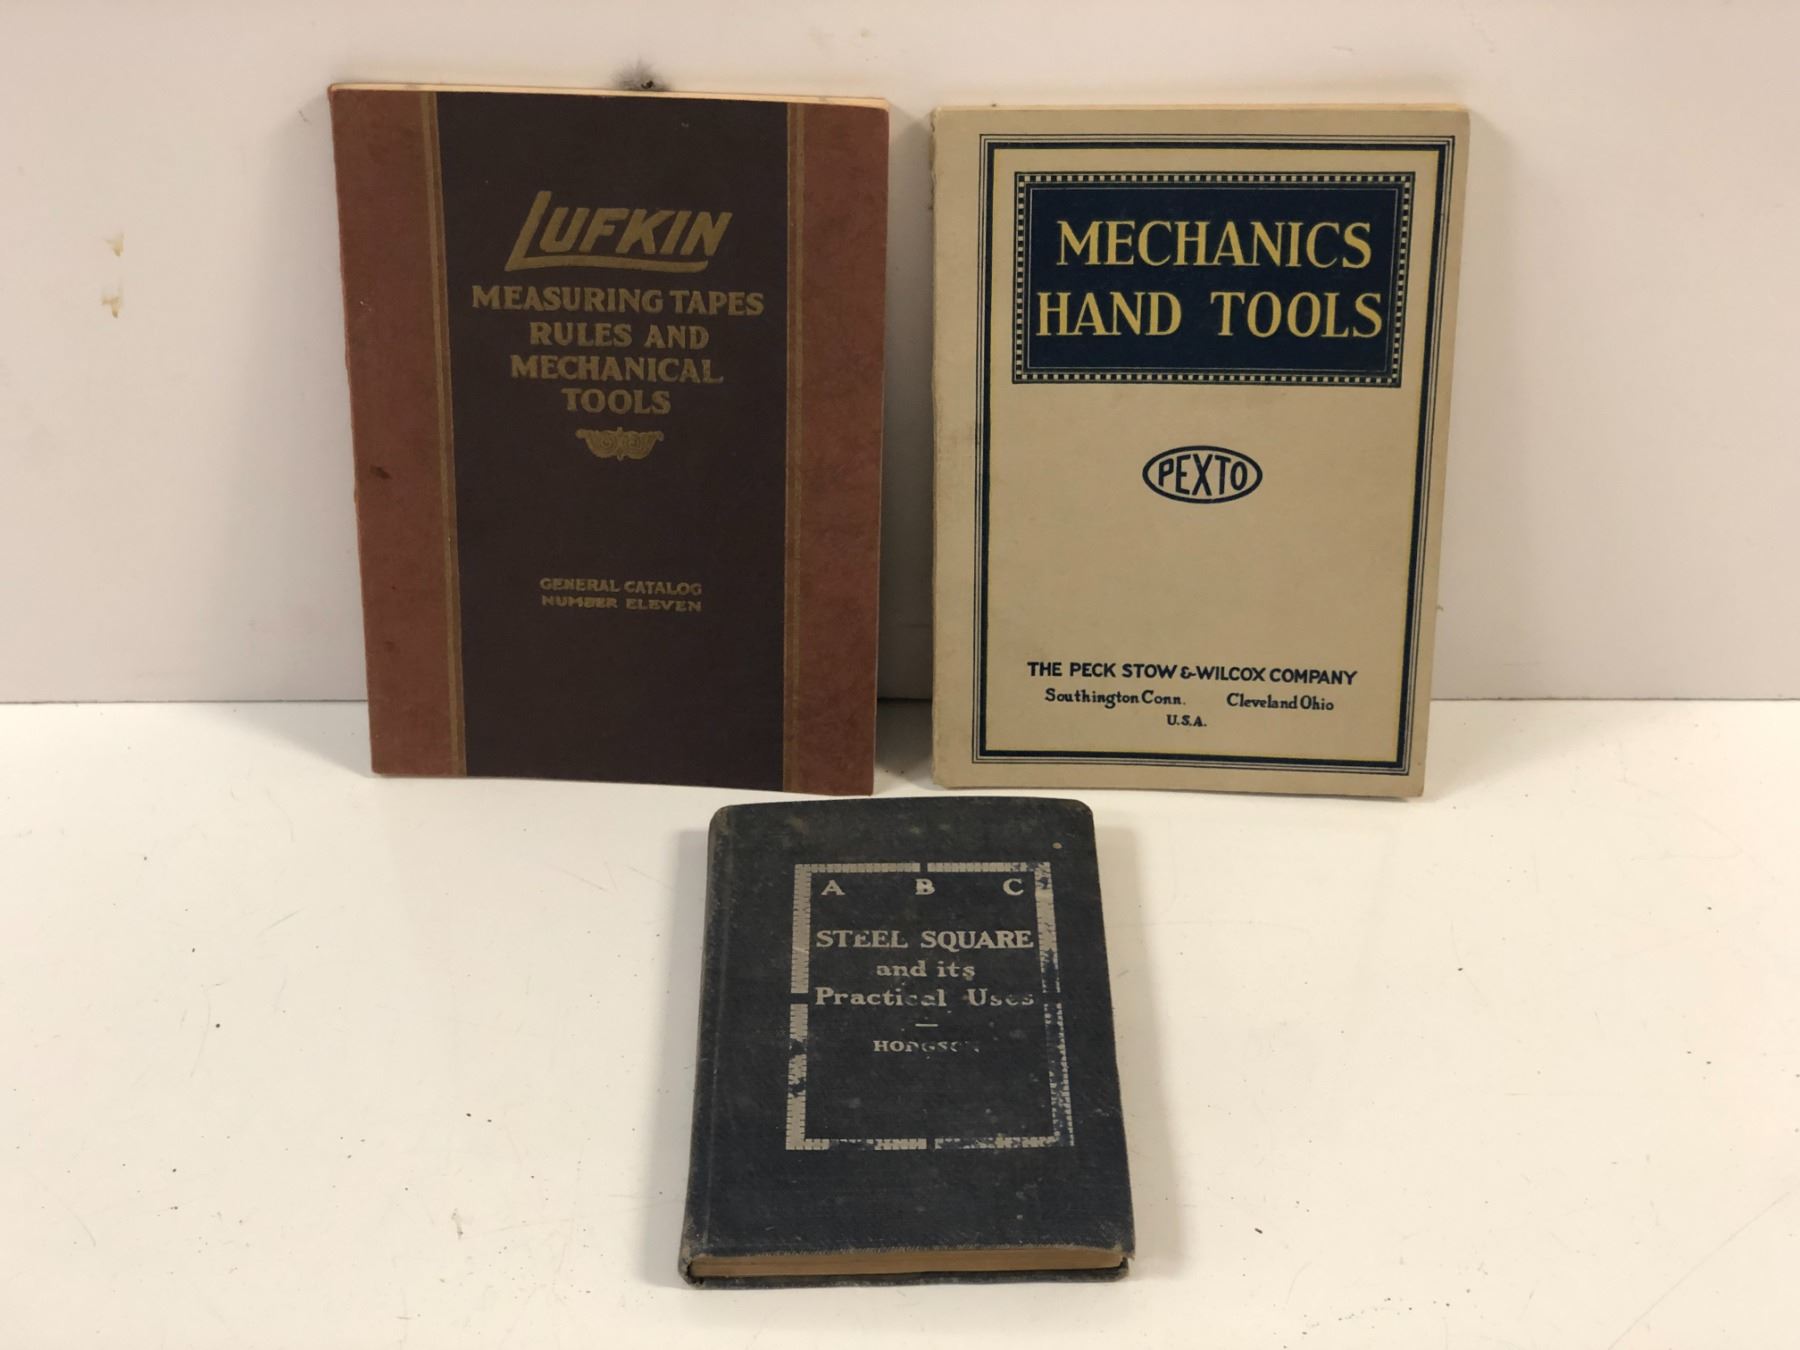 LUFKIN
MEASURING TAPES
RULES AND
MECHANICAL
TOOLS
GENERAL CATALOG
NUMBER ELEVEN
MECHANICS
HAND TOOLS
PEXTO
THE PECK STOW & WILCOX COMPANY
Southington Conn. Cleveland Ohio
U.S.A.
A B C
STEEL SQUARE
and its
Practical Uses
HODGSON